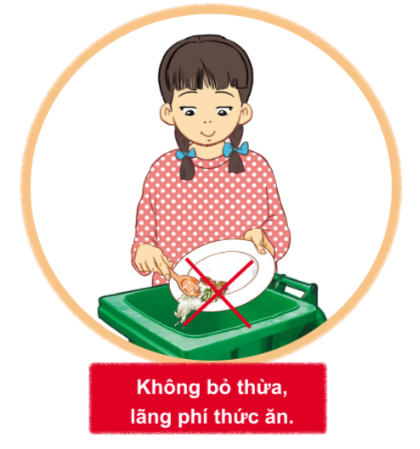 Không bỏ thừa,
lãng phí thức ăn.